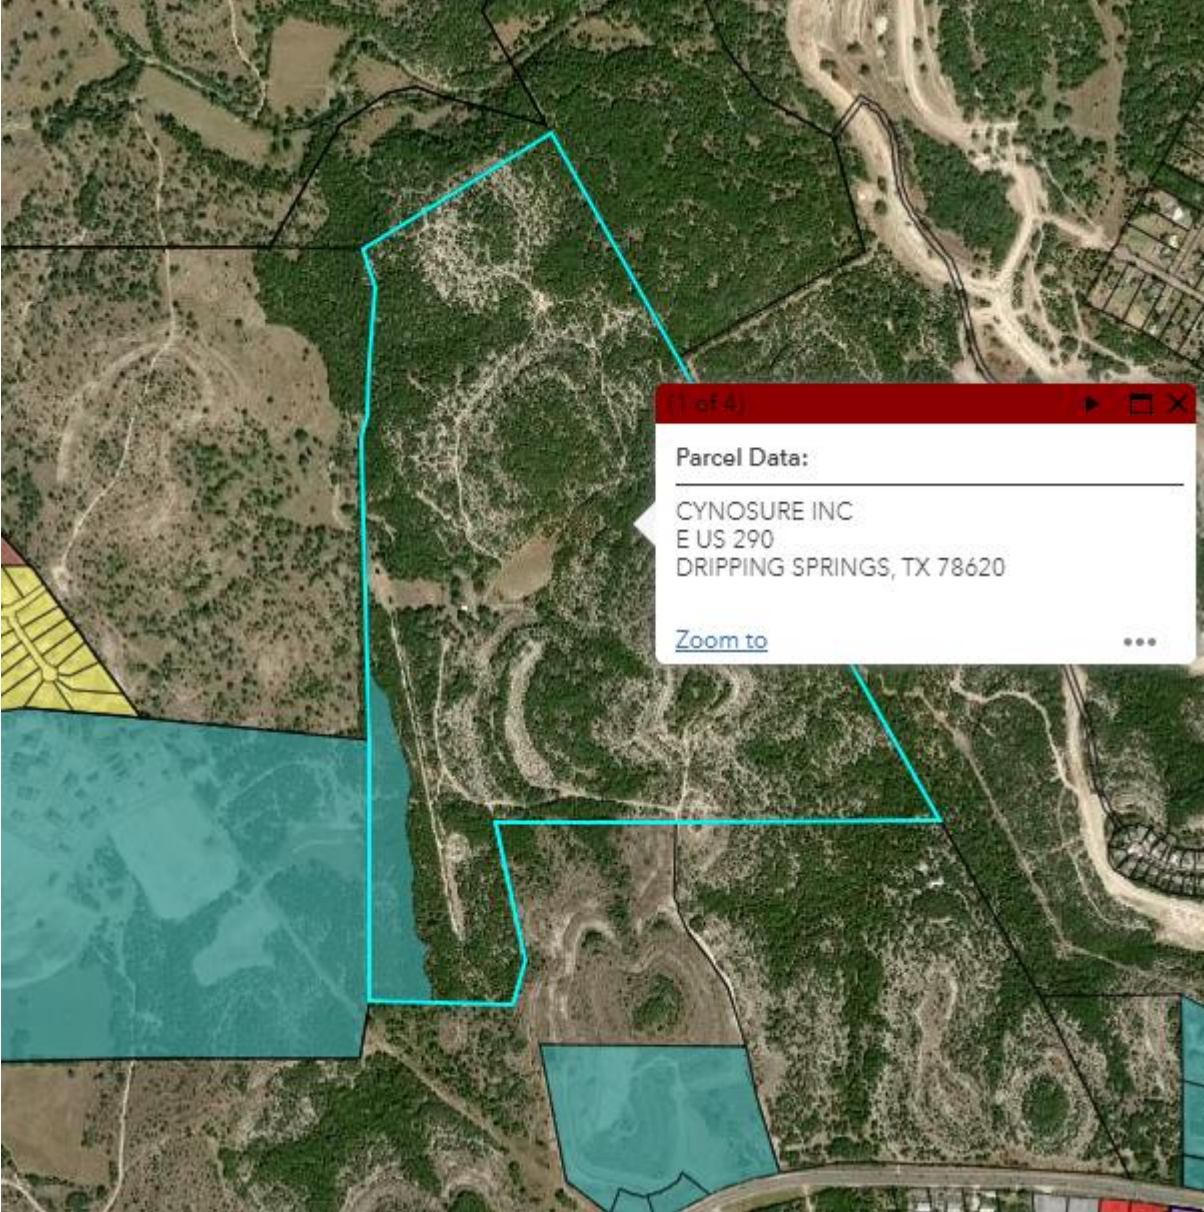 (1 of 4)
Parcel Data:
CYNOSURE INC
E US 290
DRIPPING SPRINGS, TX 78620
Zoom to